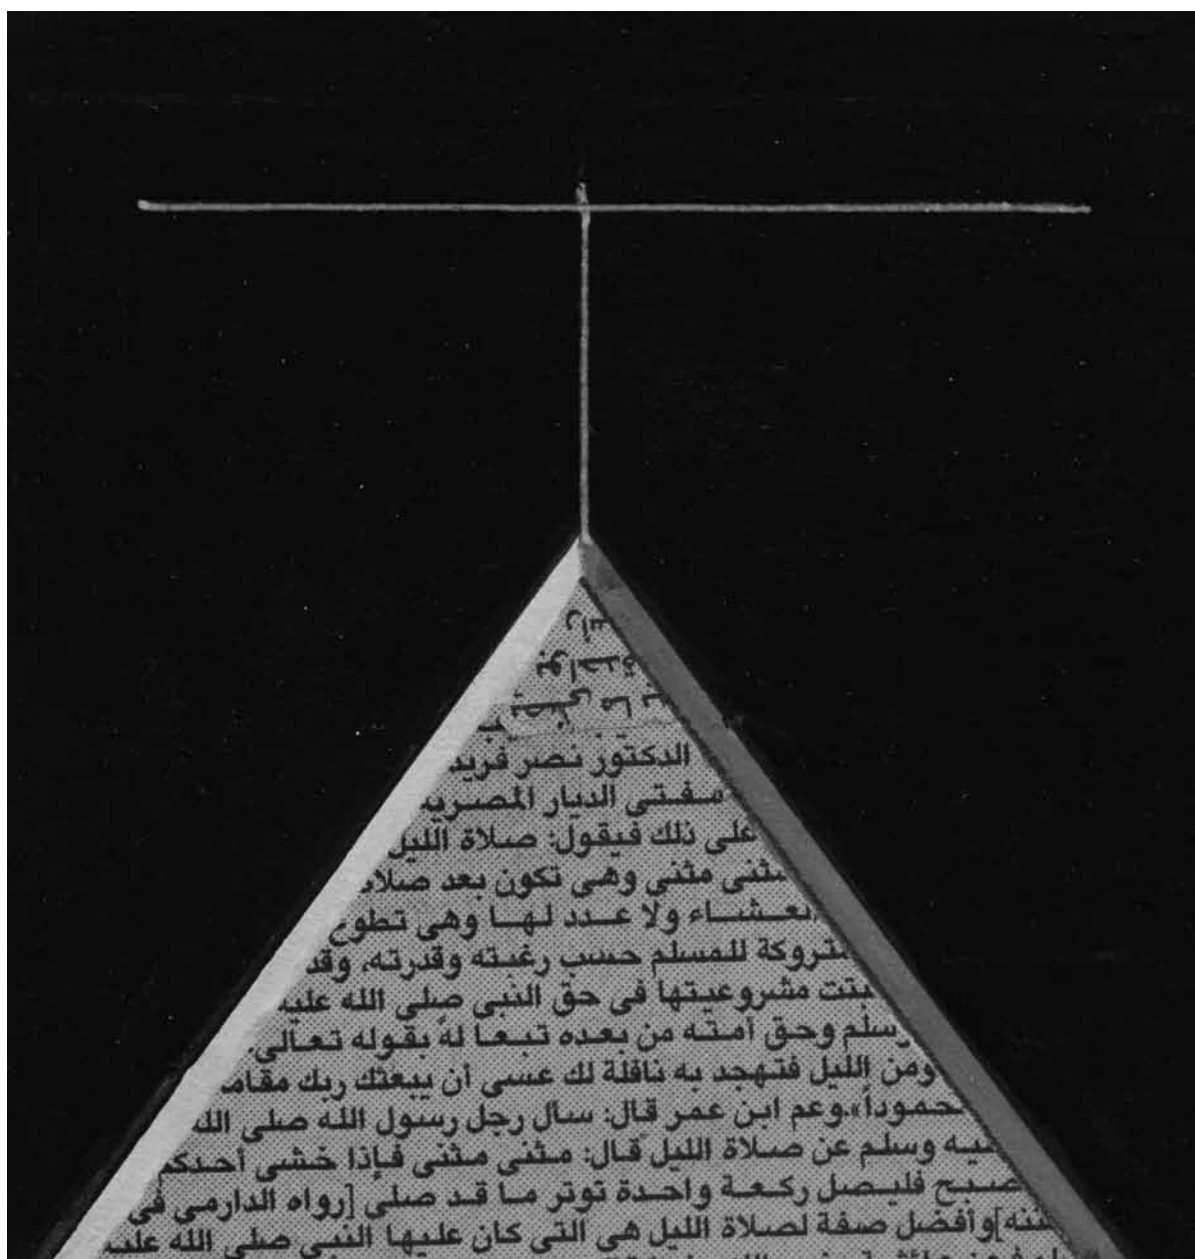 بواحدة
الدكتور نصر فريد
مفتى الديار المصرية
على ذلك فيقول: صلاة الليل
مثنى مثني وهى تكون بعد صلاة
العشاء ولا عدد لها وهى تطوع
متروكة للمسلم حسب رغبته وقدرته، وقد
ثبتت مشروعيتها فى حق النبى صلى الله عليه
وسلم وحق أمته من بعده تبعا له بقوله تعالى:
ومن الليل فتهجد به نافلة لك عسى أن يبعثك ربك مقاما
محموداً».وعم ابن عمر قال: سأل رجل رسول الله صلى الله
عليه وسلم عن صلاة الليل قال: مثنى مثنى فإذا خشى أحدكم
الصبح فليصل ركعة واحدة توتر ما قد صلى [رواه الدارمى فى
سننه]وأفضل صفة لصلاة الليل هى التى كان عليها النبى صلى الله عليه